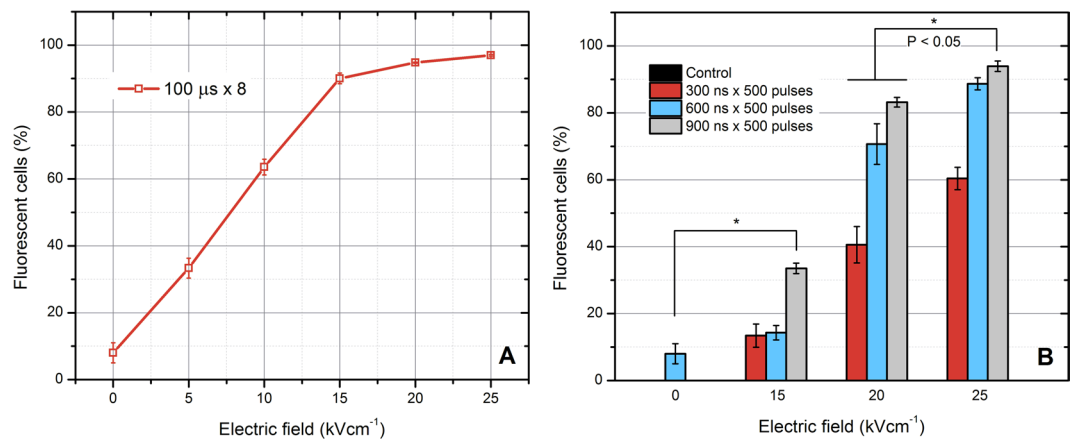 100
80
60
40
20
0
Fluorescent cells (%)
100 μs x 8
A
0 5 10 15 20 25
Electric field (kVcm⁻¹)
100
80
60
40
20
0
Fluorescent cells (%)
*
P < 0.05
Control
300 ns x 500 pulses
600 ns x 500 pulses
900 ns x 500 pulses
*
B
0 15 20 25
Electric field (kVcm⁻¹)